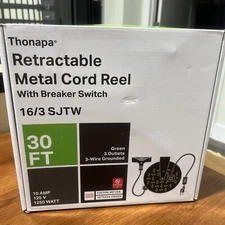 Thonapa®
Retractable
Metal Cord Reel
With Breaker Switch
16/3 SJTW
30
FT
Green
3 Outlets
3-Wire Grounded
10 AMP
125 V
1250 WATT